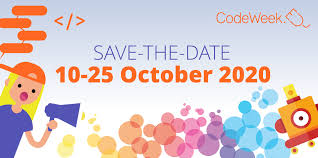 </>
CodeWeek
SAVE-THE-DATE
10-25 October 2020